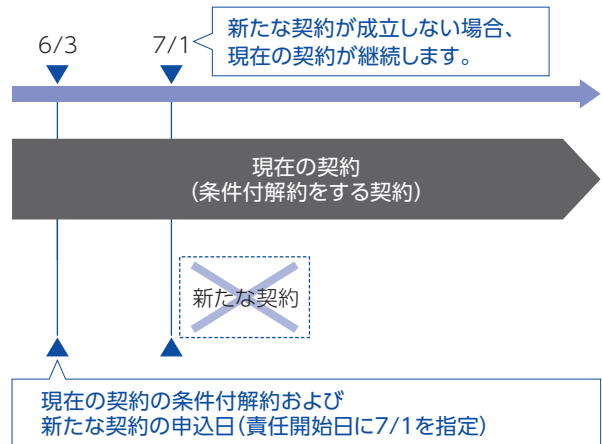 6/3
7/1
新たな契約が成立しない場合、
現在の契約が継続します。
現在の契約
(条件付解約をする契約)
新たな契約
現在の契約の条件付解約および
新たな契約の申込日(責任開始日に7/1を指定)